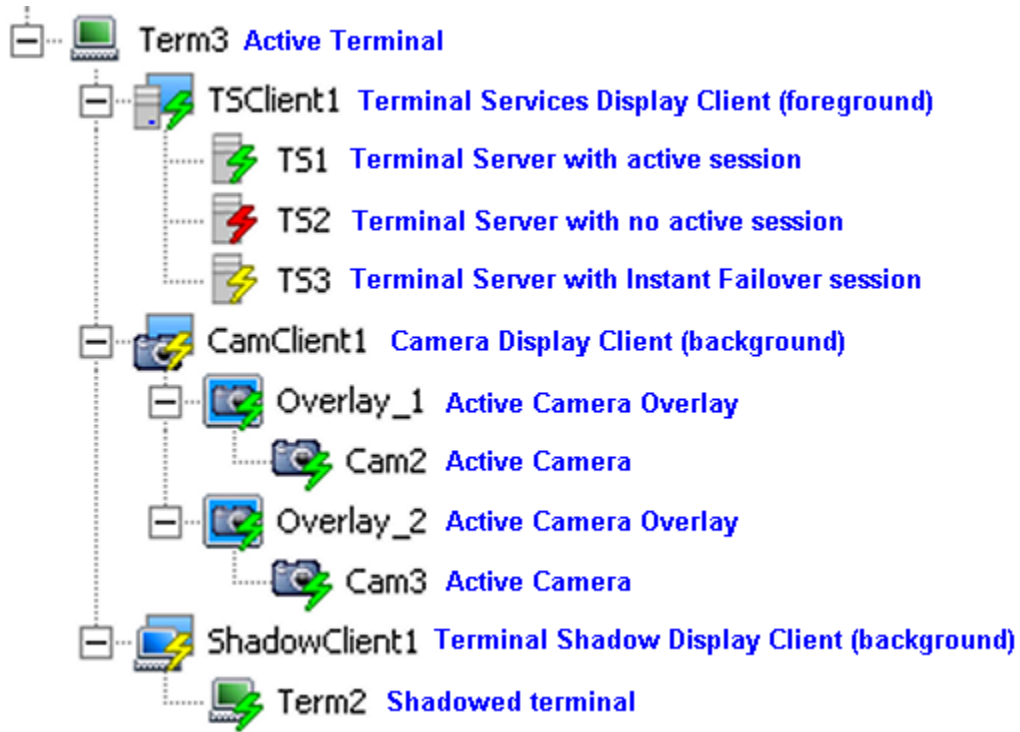 Term3 Active Terminal
TSClient1 Terminal Services Display Client (foreground)
TS1 Terminal Server with active session
TS2 Terminal Server with no active session
TS3 Terminal Server with Instant Failover session
CamClient1 Camera Display Client (background)
Overlay_1 Active Camera Overlay
Cam2 Active Camera
Overlay_2 Active Camera Overlay
Cam3 Active Camera
ShadowClient1 Terminal Shadow Display Client (background)
Term2 Shadowed terminal